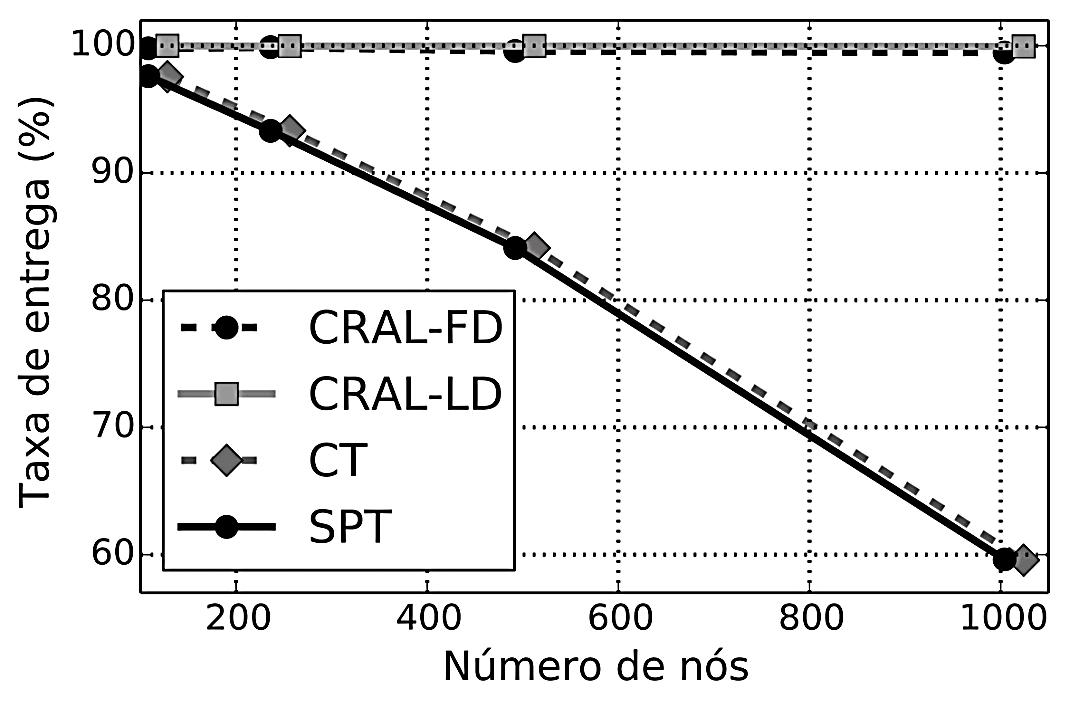 Taxa de entrega (%)
100
90
80
70
60
CRAL-FD
CRAL-LD
CT
SPT
200 400 600 800 1000
Número de nós